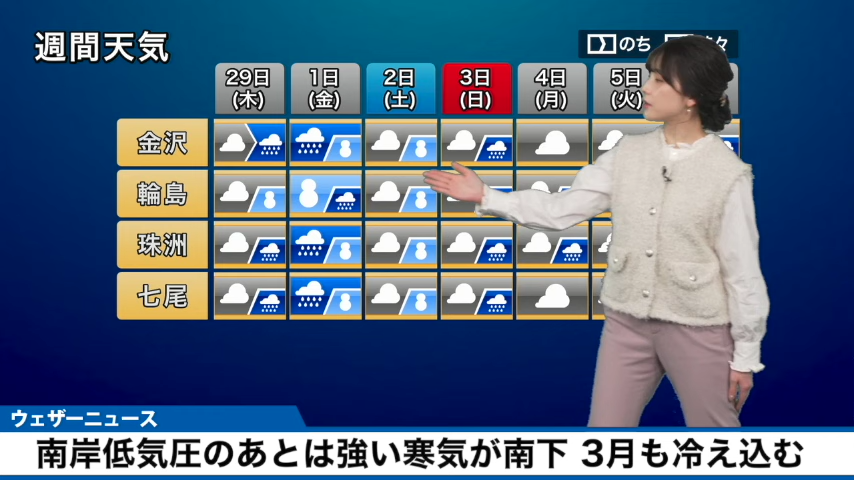 週間天気
のち
29日 1日 2日 3日 4日 5日
(木) (金) (土) (日) (月) (火)
金沢
輪島
珠洲
七尾
ウェザーニュース
南岸低気圧のあとは強い寒気が南下 3月も冷え込む